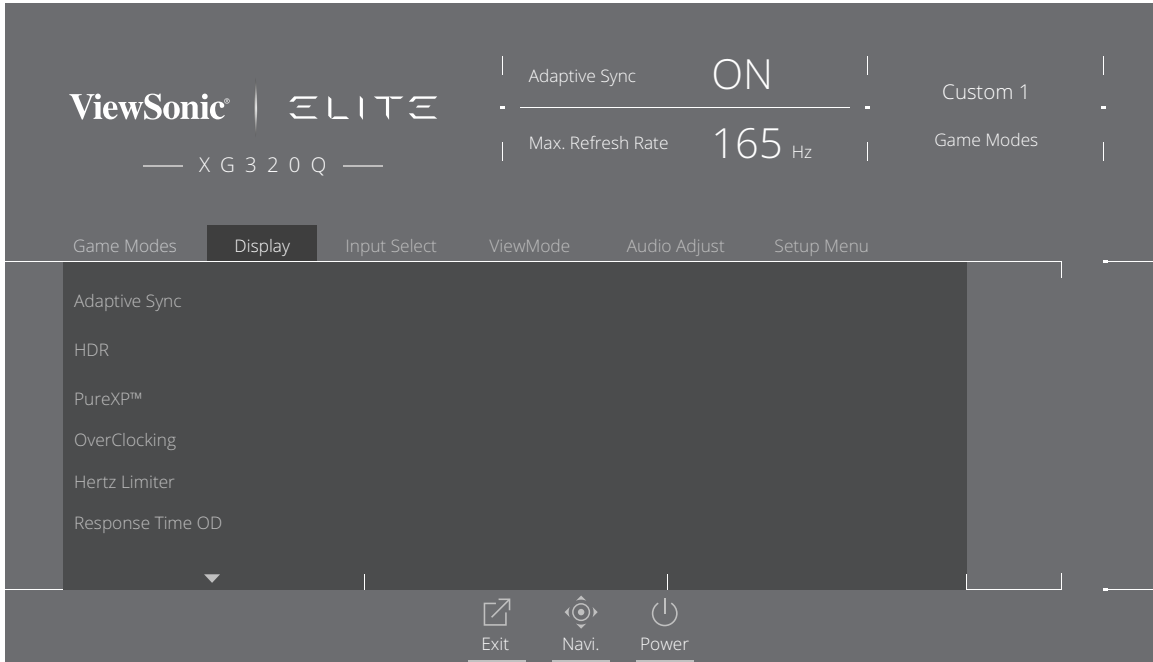 ViewSonic® ELITE
XG320Q
Adaptive Sync ON
Max. Refresh Rate 165 Hz
Custom 1
Game Modes
Game Modes Display Input Select ViewMode Audio Adjust Setup Menu
Adaptive Sync
HDR
PureXP™
OverClocking
Hertz Limiter
Response Time OD
Exit Navi. Power